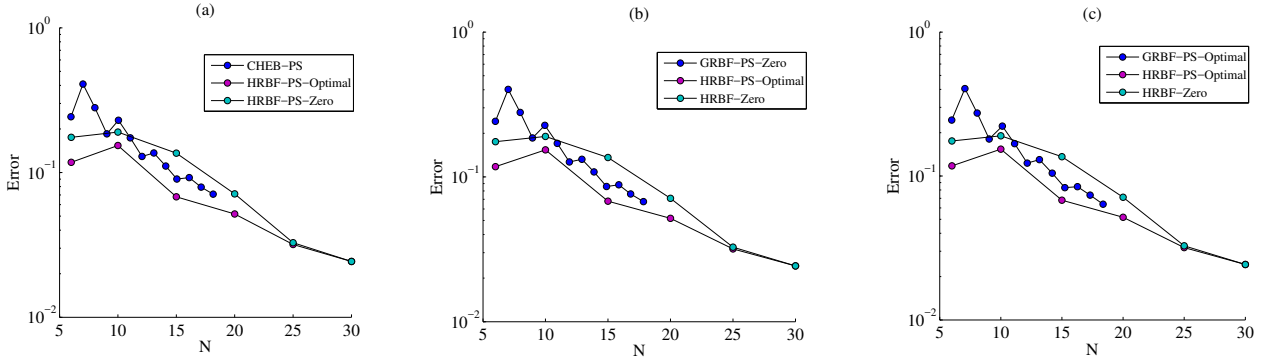 (a)
10^0
CHEB−PS
HRBF−PS−Optimal
HRBF−PS−Zero
Error
10^−1
10^−2
5 10 15 20 25 30
N
(b)
10^0
GRBF−PS−Zero
HRBF−PS−Optimal
HRBF−Zero
Error
10^−1
10^−2
5 10 15 20 25 30
N
(c)
10^0
GRBF−PS−Optimal
HRBF−PS−Optimal
HRBF−Zero
Error
10^−1
10^−2
5 10 15 20 25 30
N